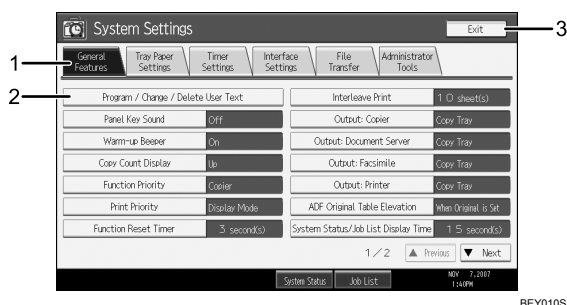 System Settings
Exit
3
1
General Features
Tray Paper Settings
Timer Settings
Interface Settings
File Transfer
Administrator Tools
2
Program / Change / Delete User Text
Interleave Print 10 sheet(s)
Panel Key Sound Off
Output: Copier Copy Tray
Warm-up Beeper On
Output: Document Server Copy Tray
Copy Count Display Up
Output: Facsimile Copy Tray
Function Priority Copier
Output: Printer Copy Tray
Print Priority Display Mode
ADF Original Table Elevation When Original is Set
Function Reset Timer 3 second(s)
System Status/Job List Display Time 15 second(s)
1/2 ▲ Previous ▼ Next
System Status Job List NOV 7,2007
1:40PM
BEY010S